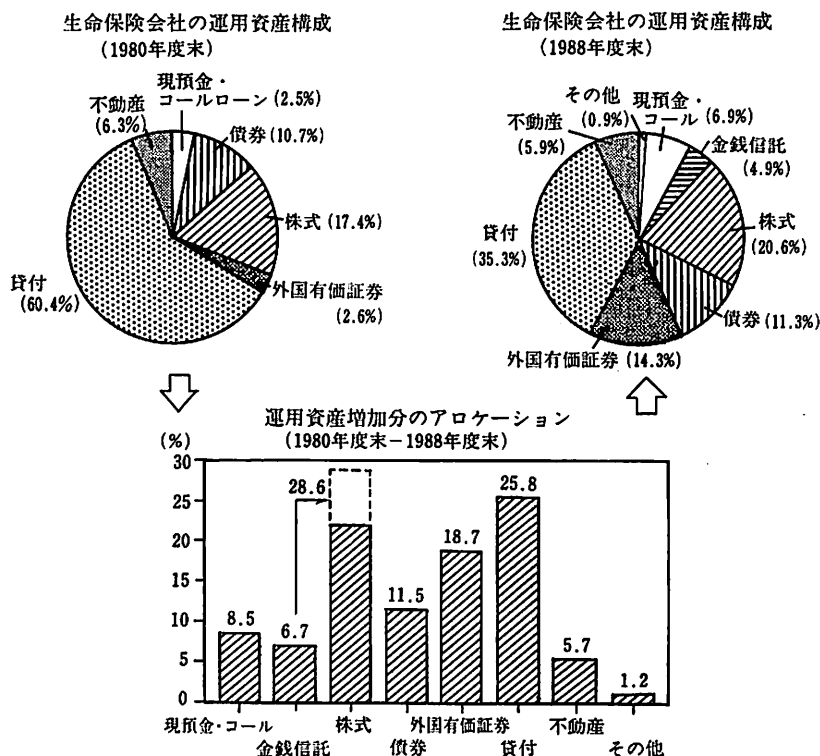 生命保険会社の運用資産構成
(1980年度末)
現預金・
コールローン (2.5%)
不動産
(6.3%)
債券 (10.7%)
株式 (17.4%)
外国有価証券
(2.6%)
貸付
(60.4%)
生命保険会社の運用資産構成
(1988年度末)
その他
(0.9%)
現預金・
コール (6.9%)
不動産
(5.9%)
金銭信託
(4.9%)
株式
(20.6%)
貸付
(35.3%)
債券 (11.3%)
外国有価証券 (14.3%)
運用資産増加分のアロケーション
(1980年度末−1988年度末)
(%)
30
25
20
15
10
5
0
8.5
6.7
28.6
11.5
18.7
25.8
5.7
1.2
現預金・コール
金銭信託
株式
債券
外国有価証券
貸付
不動産
その他